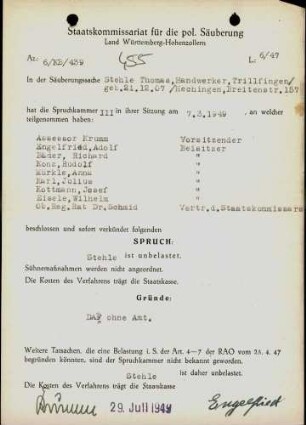 Staatskommissariat für die pol. Säuberung
Land Württemberg-Hohenzollern
Az: 6/KB/439 455 L: 6/47
In der Säuberungssache Stehle Thomas, Handwerker, Trillfingen/
geb. 21.12.07 /Hechingen, Breitenstr. 157
hat die Spruchkammer III in ihrer Sitzung am 7.3.1949 , an welcher
teilgenommen haben:
Assessor Krumm Vorsitzender
Engelfried, Adolf Beisitzer
Bäder, Richard "
Konz, Rudolf "
Merkle, Anna "
Karl, Julius "
Kottmann, Josef "
Eisele, Wilhelm "
Ob. Reg. Rat Dr. Schmid Vertr. d. Staatskommissars
beschlossen und sofort verkündet folgenden
SPRUCH:
Stehle ist unbelastet.
Sühnemaßnahmen werden nicht angeordnet.
Die Kosten des Verfahrens trägt die Staatskasse.
Gründe:
DAF ohne Amt.
Weitere Tatsachen, die eine Belastung i. S. der Art. 4—7 der RAO vom 25. 4. 47
begründen könnten, sind der Spruchkammer nicht bekannt geworden.
Stehle ist daher unbelastet
Die Kosten des Verfahrens trägt die Staatskasse
Krumm 29. Juli 1949 Engelfried